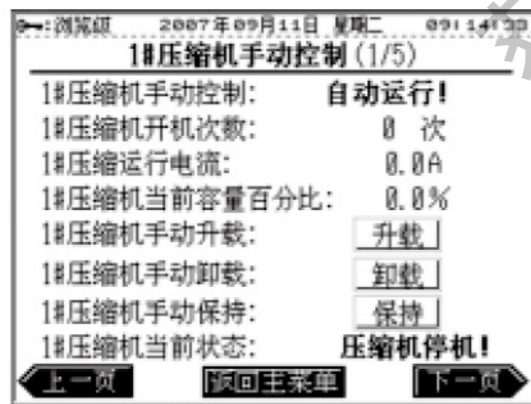 :浏览级 2007年09月11日 星期二 09:14:33
1#压缩机手动控制(1/5)
1#压缩机手动控制: 自动运行!
1#压缩机开机次数: 0 次
1#压缩运行电流: 0.0A
1#压缩机当前容量百分比: 0.0%
1#压缩机手动升载: 升载
1#压缩机手动卸载: 卸载
1#压缩机手动保持: 保持
1#压缩机当前状态: 压缩机停机!
上一页 返回主菜单 下一页